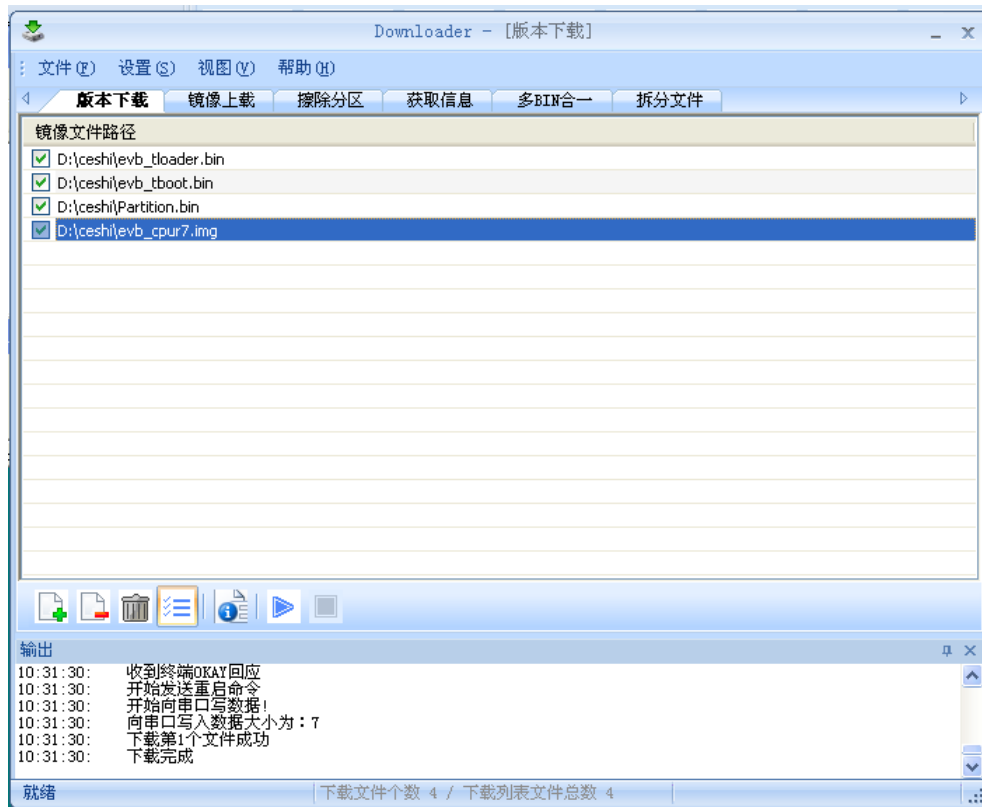 Downloader - [版本下载]
文件(F) 设置(S) 视图(V) 帮助(H)
版本下载 镜像上载 擦除分区 获取信息 多BIN合一 拆分文件
镜像文件路径
D:\ceshi\evb_tloader.bin
D:\ceshi\evb_tboot.bin
D:\ceshi\Partition.bin
D:\ceshi\evb_cpur7.img
输出
10:31:30: 收到终端OKAY回应
10:31:30: 开始发送重启命令
10:31:30: 开始向串口写数据!
10:31:30: 向串口写入数据大小为：7
10:31:30: 下载第1个文件成功
10:31:30: 下载完成
就绪 下载文件个数 4 / 下载列表文件总数 4